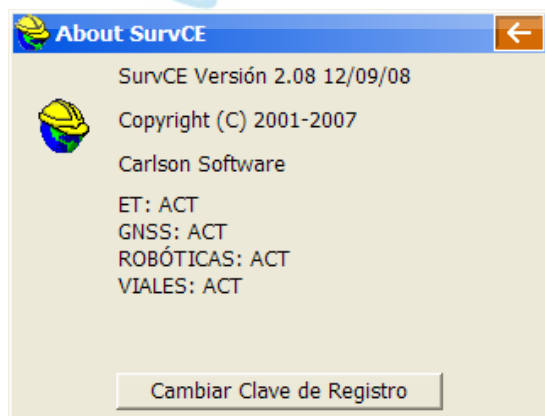 About SurvCE
SurvCE Versión 2.08 12/09/08
Copyright (C) 2001-2007
Carlson Software
ET: ACT
GNSS: ACT
ROBÓTICAS: ACT
VIALES: ACT
Cambiar Clave de Registro